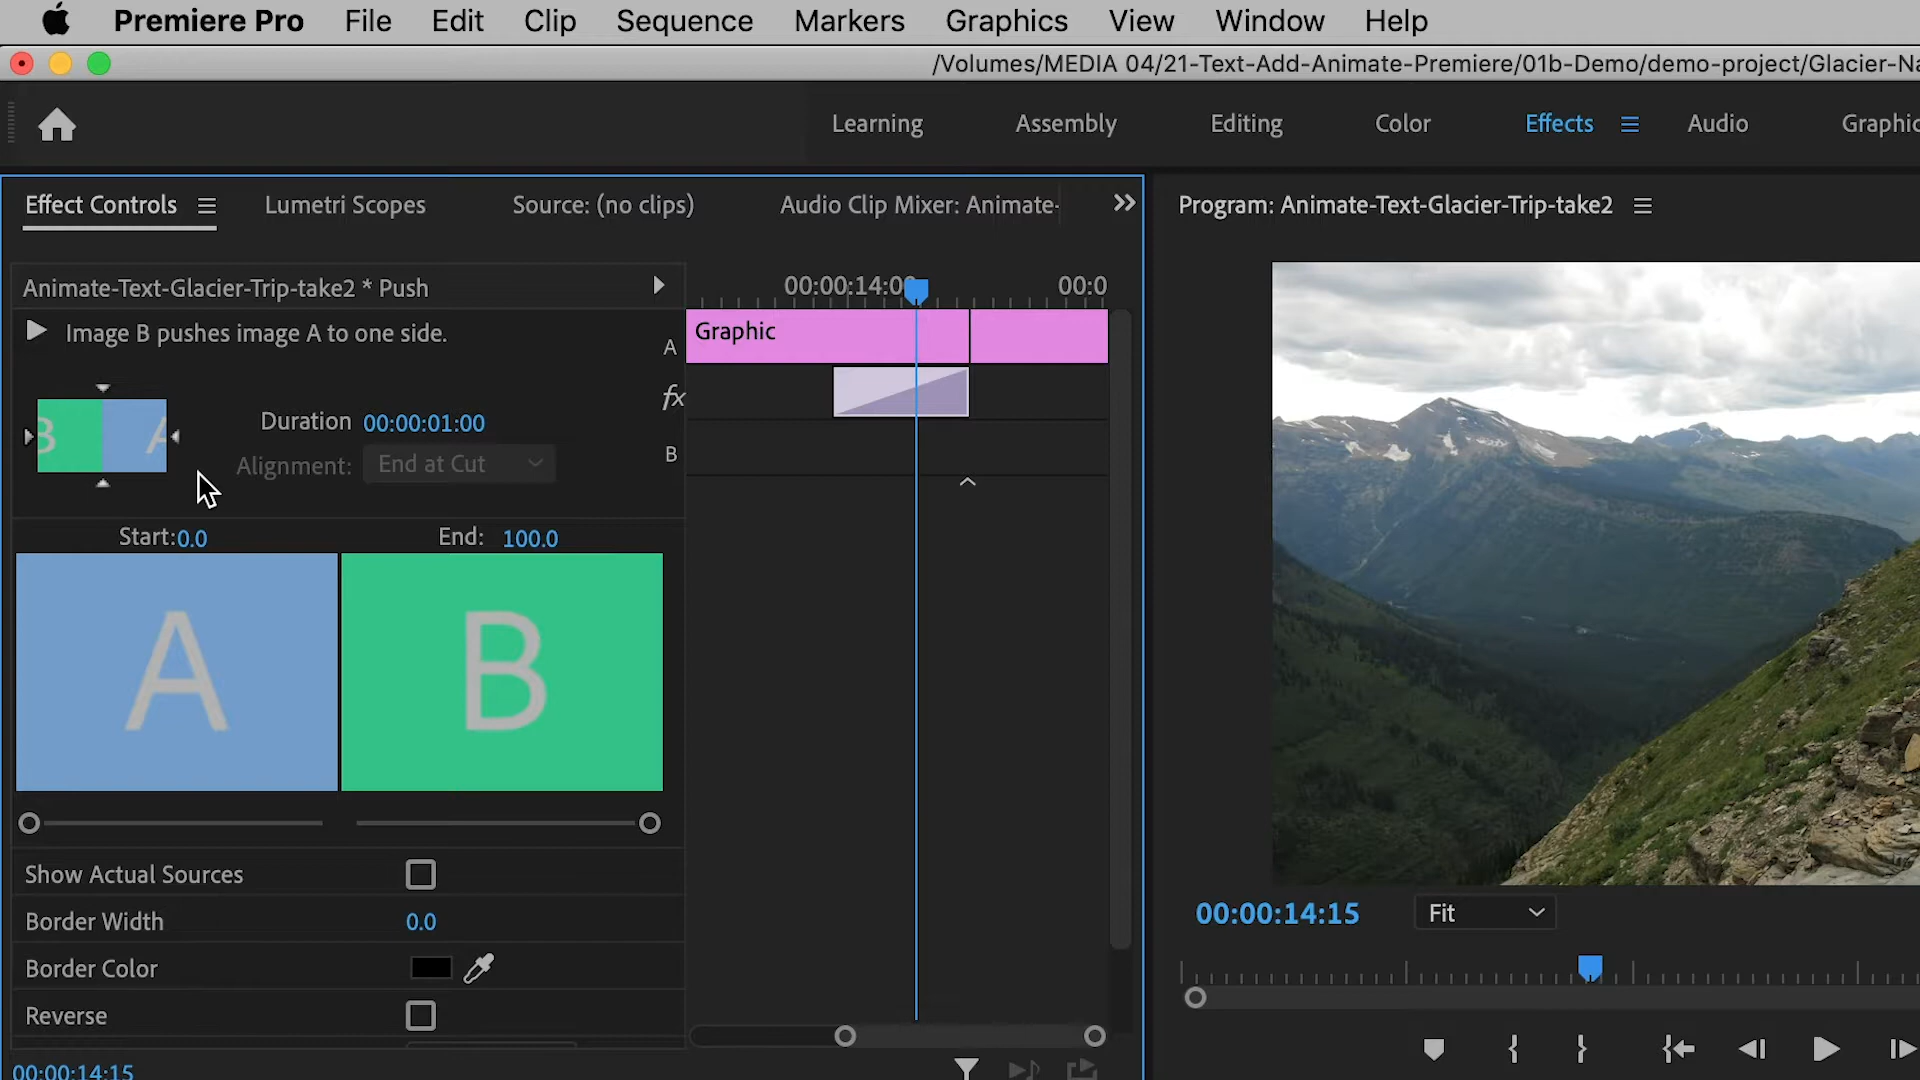 Premiere Pro File Edit Clip Sequence Markers Graphics View Window Help
/Volumes/MEDIA 04/21-Text-Add-Animate-Premiere/01b-Demo/demo-project/Glacier-Na
Learning Assembly Editing Color Effects Audio Graphic
Effect Controls Lumetri Scopes Source: (no clips) Audio Clip Mixer: Animate-
Program: Animate-Text-Glacier-Trip-take2
Animate-Text-Glacier-Trip-take2 * Push
00:00:14:00 00:0
Image B pushes image A to one side.
A Graphic
fx
B
B A
Duration 00:00:01:00
Alignment: End at Cut
Start: 0.0 End: 100.0
A B
Show Actual Sources
Border Width 0.0
Border Color
Reverse
00:00:14:15
00:00:14:15 Fit